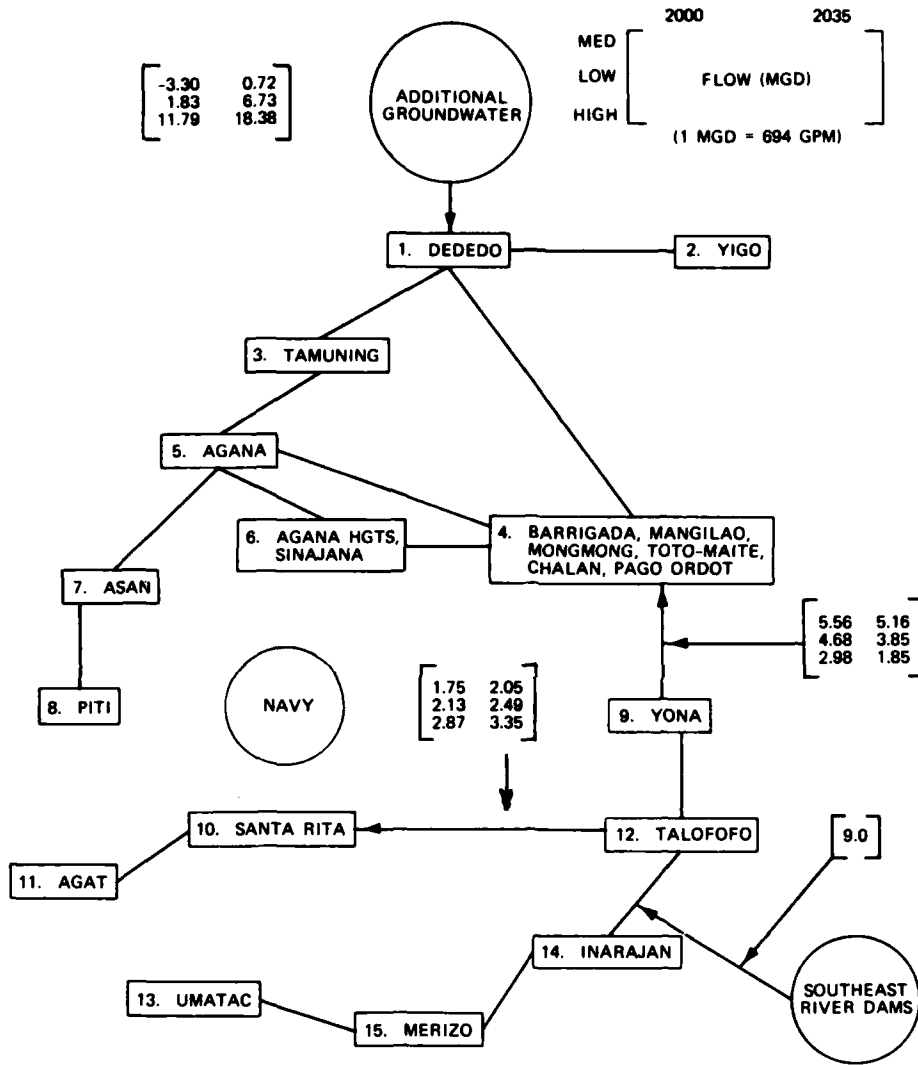 2000 2035
MED
LOW FLOW (MGD)
HIGH
(1 MGD = 694 GPM)
-3.30 0.72
1.83 6.73
11.79 18.38
ADDITIONAL
GROUNDWATER
1. DEDEDO
2. YIGO
3. TAMUNING
5. AGANA
6. AGANA HGTS,
SINAJANA
4. BARRIGADA, MANGILAO,
MONGMONG, TOTO-MAITE,
CHALAN, PAGO ORDOT
7. ASAN
5.56 5.16
4.68 3.85
2.98 1.85
8. PITI
NAVY
1.75 2.05
2.13 2.49
2.87 3.35
9. YONA
10. SANTA RITA
12. TALOFOFO
9.0
11. AGAT
14. INARAJAN
13. UMATAC
15. MERIZO
SOUTHEAST
RIVER DAMS